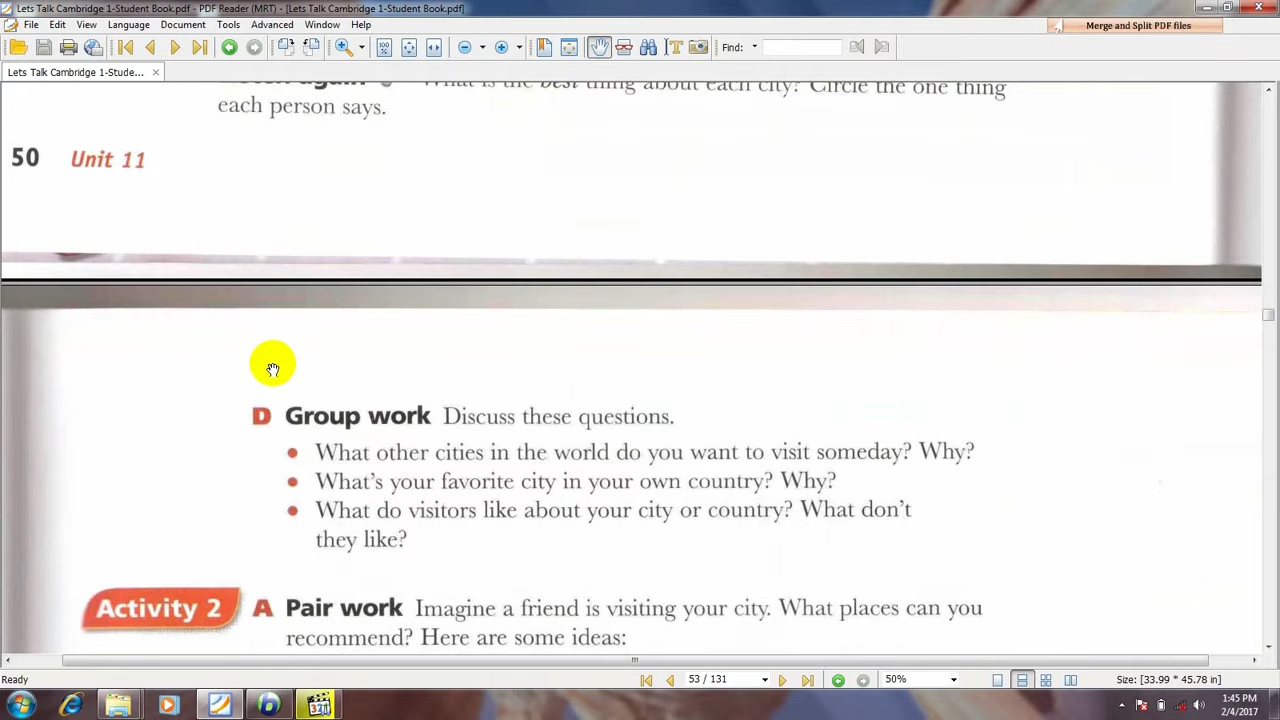 Lets Talk Cambridge 1-Student Book.pdf - PDF Reader (MRT) - [Lets Talk Cambridge 1-Student Book.pdf]
File Edit View Language Document Tools Advanced Window Help
Merge and Split PDF files
Find:
Lets Talk Cambridge 1-Stude...
What is the best thing about each city? Circle the one thing
each person says.
50 Unit 11
D Group work Discuss these questions.
• What other cities in the world do you want to visit someday? Why?
• What's your favorite city in your own country? Why?
• What do visitors like about your city or country? What don't
they like?
Activity 2 A Pair work Imagine a friend is visiting your city. What places can you
recommend? Here are some ideas:
Ready 53 / 131 50% Size: [33.99 * 45.78 in]
1:45 PM
2/4/2017